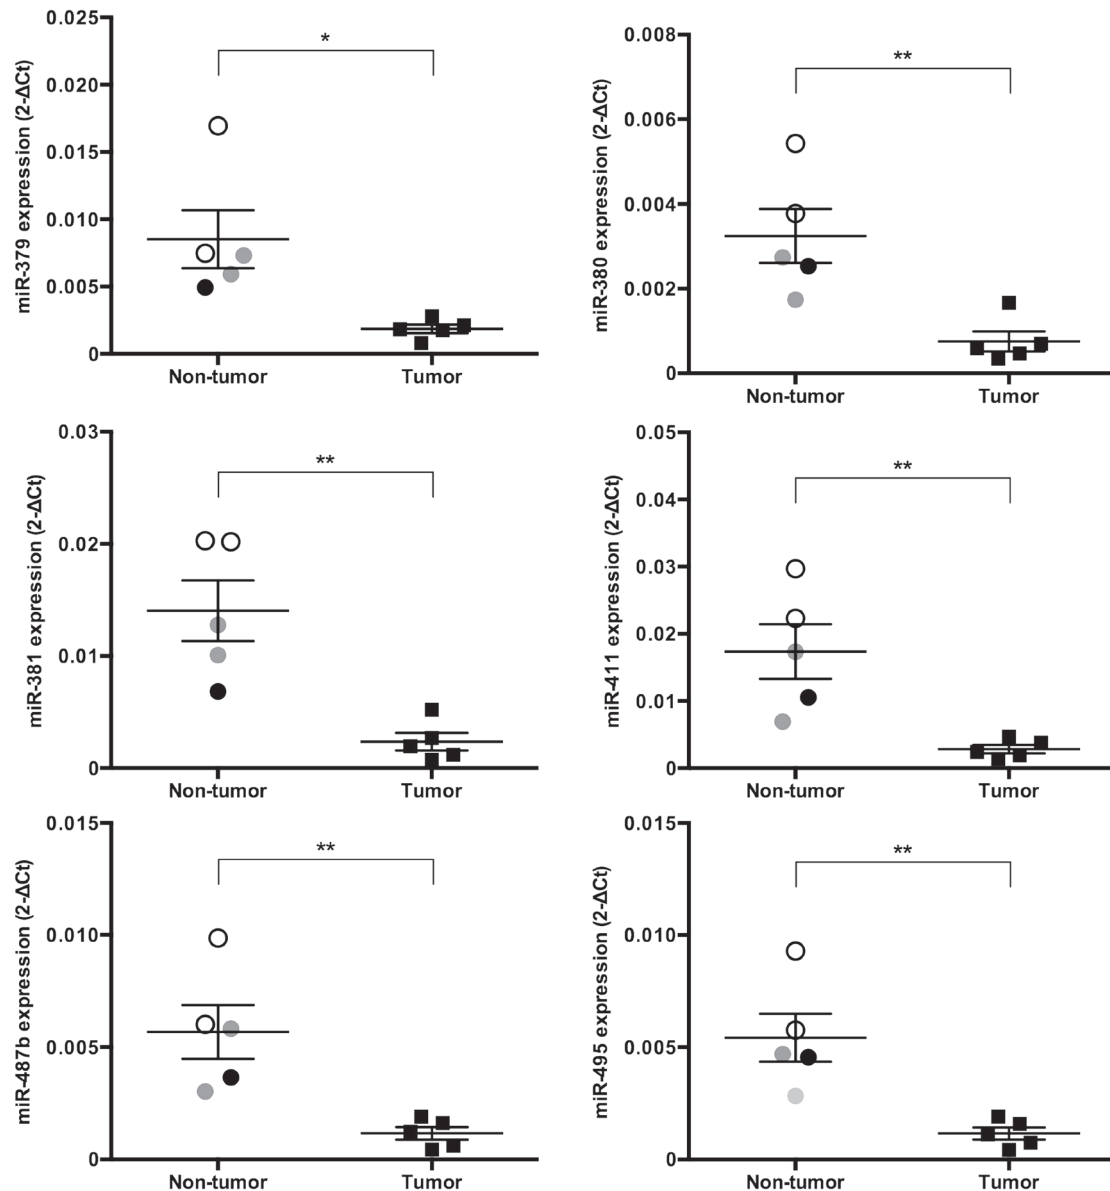 miR-379 expression (2-ΔCt)
0.025
0.020
0.015
0.010
0.005
0
*
Non-tumor
Tumor
miR-380 expression (2-ΔCt)
0.008
0.006
0.004
0.002
0
**
Non-tumor
Tumor
miR-381 expression (2-ΔCt)
0.03
0.02
0.01
0
**
Non-tumor
Tumor
miR-411 expression (2-ΔCt)
0.05
0.04
0.03
0.02
0.01
0
**
Non-tumor
Tumor
miR-487b expression (2-ΔCt)
0.015
0.010
0.005
0
**
Non-tumor
Tumor
miR-495 expression (2-ΔCt)
0.015
0.010
0.005
0
**
Non-tumor
Tumor